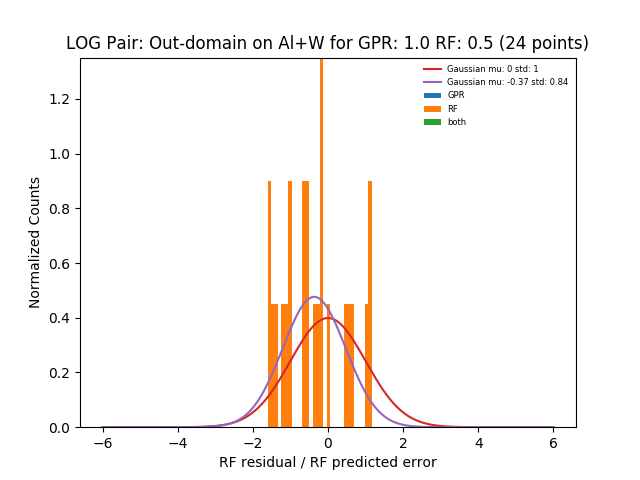 LOG Pair: Out-domain on Al+W for GPR: 1.0 RF: 0.5 (24 points)
Gaussian mu: 0 std: 1
Gaussian mu: -0.37 std: 0.84
GPR
RF
both
Normalized Counts
1.2
1.0
0.8
0.6
0.4
0.2
0.0
−6
−4
−2
0
2
4
6
RF residual / RF predicted error